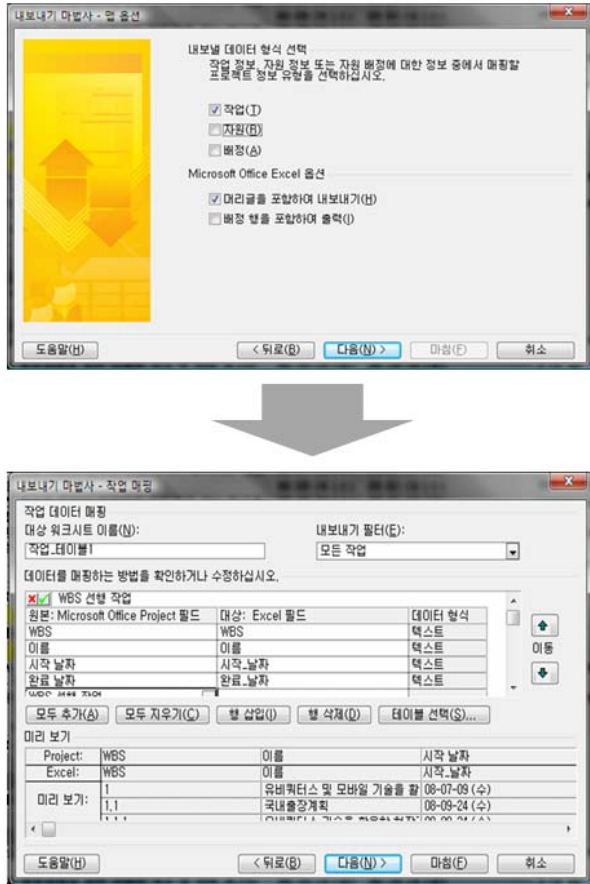 내보내기 마법사 - 맵 옵션
내보낼 데이터 형식 선택
작업 정보, 자원 정보 또는 자원 배정에 대한 정보 중에서 매핑할
프로젝트 정보 유형을 선택하십시오.
작업(T)
자원(R)
배정(A)
Microsoft Office Excel 옵션
머리글을 포함하여 내보내기(H)
배정 행을 포함하여 출력(I)
도움말(H) < 뒤로(B) 다음(N) > 마침(F) 취소
내보내기 마법사 - 작업 매핑
작업 데이터 매핑
대상 워크시트 이름(N): 내보내기 필터(E):
작업_테이블1 모든 작업
데이터를 매핑하는 방법을 확인하거나 수정하십시오.
WBS 선행 작업
원본: Microsoft Office Project 필드 대상: Excel 필드 데이터 형식
WBS WBS 텍스트
이름 이름 텍스트
시작 날짜 시작_날짜 텍스트
완료 날짜 완료_날짜 텍스트
WBS 선행 작업
이동
모두 추가(A) 모두 지우기(C) 행 삽입(I) 행 삭제(D) 테이블 선택(S)...
미리 보기
Project: WBS 이름 시작 날짜
Excel: WBS 이름 시작_날짜
미리 보기: 1 유비쿼터스 및 모바일 기술을 활 08-07-09 (수)
1.1 국내출장계획 08-09-24 (수)
1.1.1 08-09-24 (수)
도움말(H) < 뒤로(B) 다음(N) > 마침(F) 취소